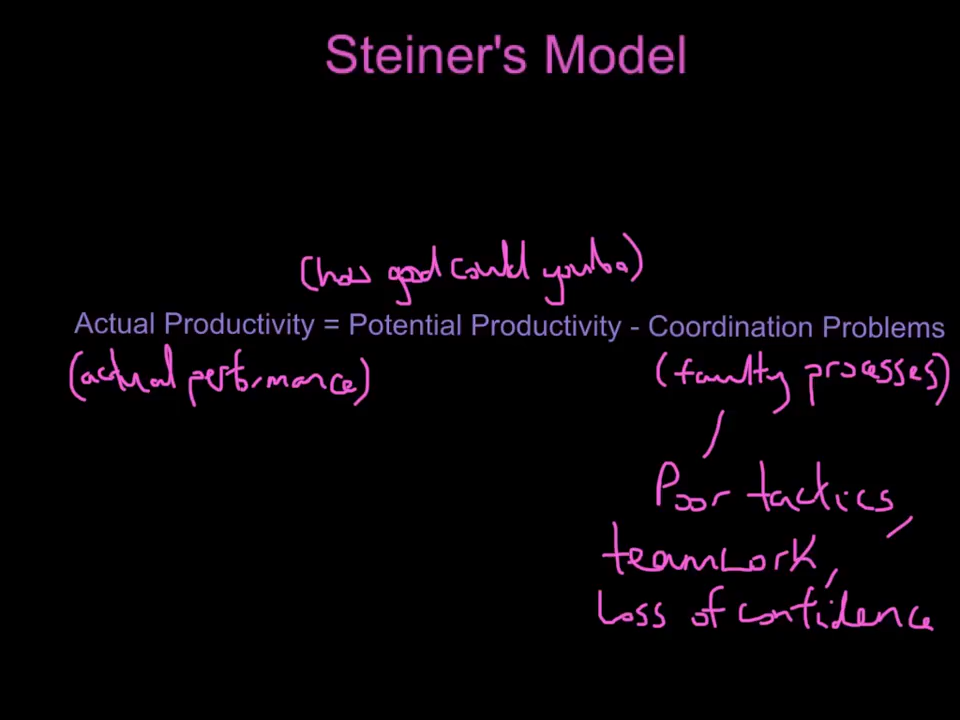 Steiner's Model
(how good could you be)
Actual Productivity = Potential Productivity - Coordination Problems
(actual performance) (faulty processes)
Poor tactics,
teamwork,
Loss of confidence